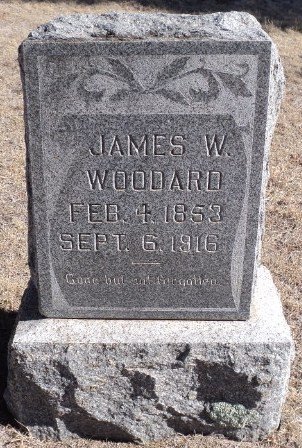 JAMES W.
WOODARD
FEB. 4. 1853
SEPT. 6. 1916
Gone but not forgotten.